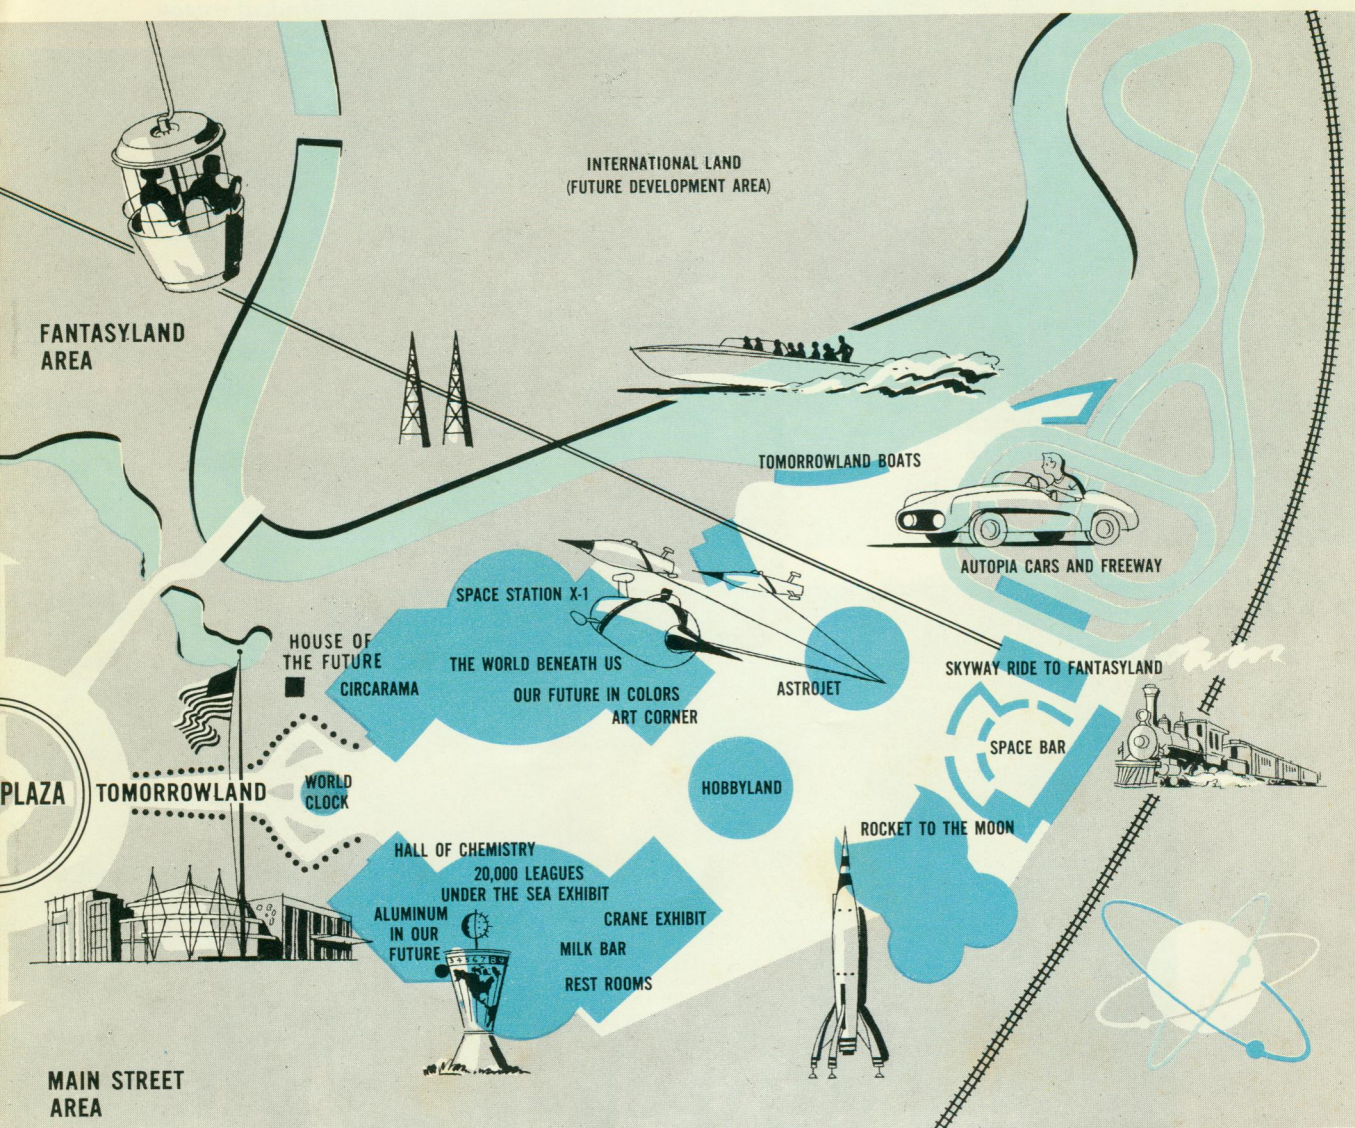 INTERNATIONAL LAND
(FUTURE DEVELOPMENT AREA)
FANTASYLAND
AREA
TOMORROWLAND BOATS
AUTOPIA CARS AND FREEWAY
SPACE STATION X-1
HOUSE OF
THE FUTURE
THE WORLD BENEATH US
CIRCARAMA
OUR FUTURE IN COLORS
ART CORNER
ASTROJET
SKYWAY RIDE TO FANTASYLAND
SPACE BAR
PLAZA
TOMORROWLAND
WORLD
CLOCK
HOBBYLAND
ROCKET TO THE MOON
HALL OF CHEMISTRY
20,000 LEAGUES
UNDER THE SEA EXHIBIT
ALUMINUM
IN OUR
FUTURE
CRANE EXHIBIT
MILK BAR
REST ROOMS
MAIN STREET
AREA